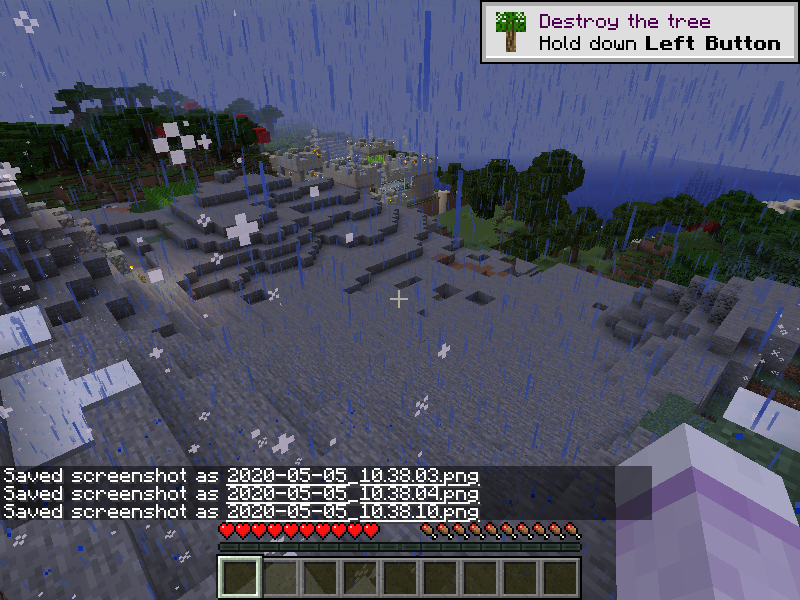 Destroy the tree
Hold down Left Button
Saved screenshot as 2020-05-05_10.38.03.png
Saved screenshot as 2020-05-05_10.38.04.png
Saved screenshot as 2020-05-05_10.38.10.png